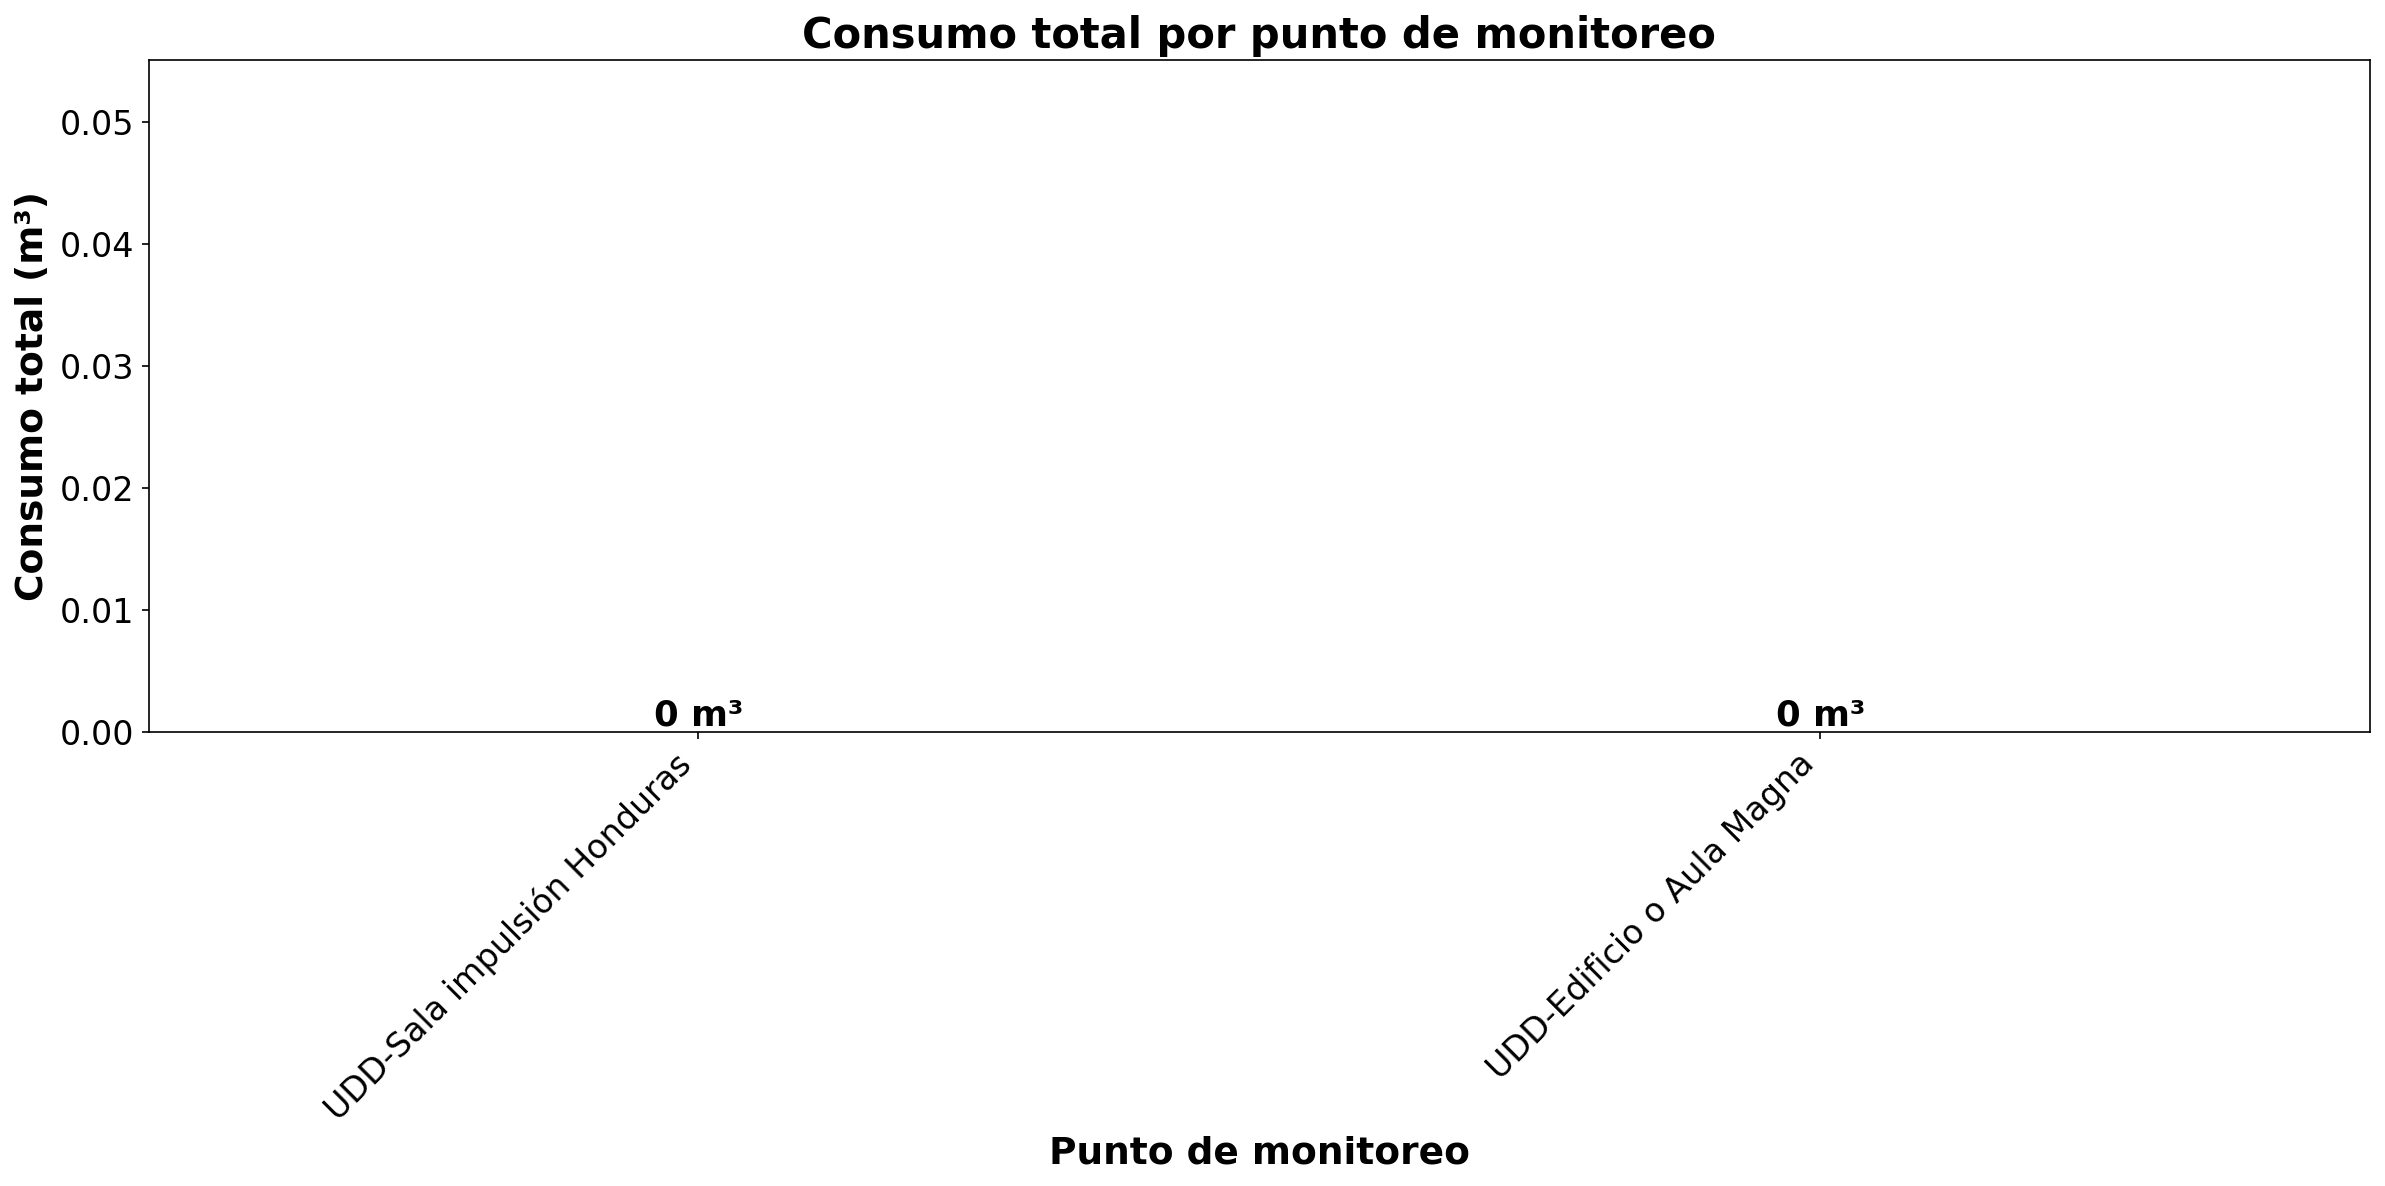 Consumo total por punto de monitoreo
Consumo total (m³)
0.05
0.04
0.03
0.02
0.01
0.00
0 m³
0 m³
UDD-Sala impulsión Honduras
UDD-Edificio o Aula Magna
Punto de monitoreo